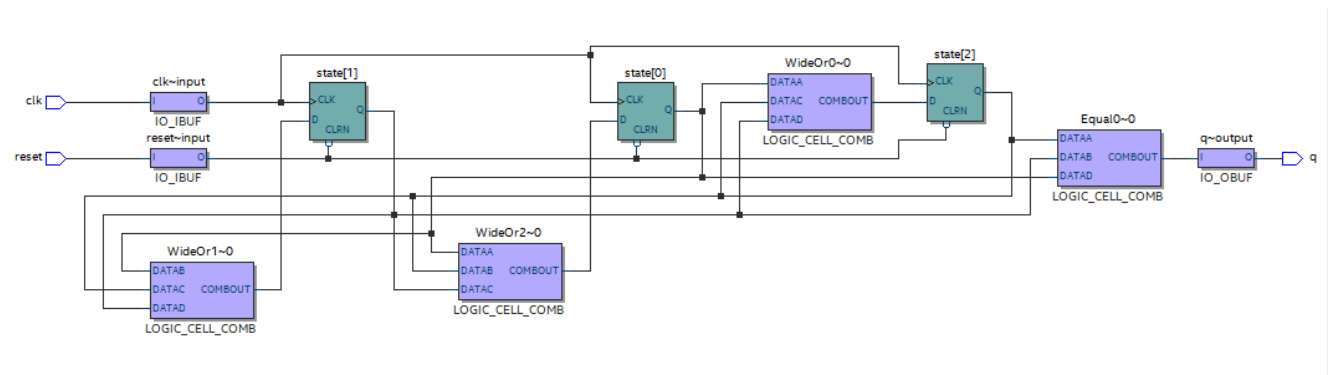 clk
clk~input
I O
IO_IBUF
reset
reset~input
I O
IO_IBUF
state[1]
CLK
D
Q
CLRN
state[0]
CLK
D
Q
CLRN
WideOr0~0
DATAA
DATAC COMBOUT
DATAD
LOGIC_CELL_COMB
state[2]
CLK
D
Q
CLRN
Equal0~0
DATAA
DATAB COMBOUT
DATAD
LOGIC_CELL_COMB
q~output
I O
IO_OBUF
q
WideOr1~0
DATAB
DATAC COMBOUT
DATAD
LOGIC_CELL_COMB
WideOr2~0
DATAA
DATAB COMBOUT
DATAC
LOGIC_CELL_COMB